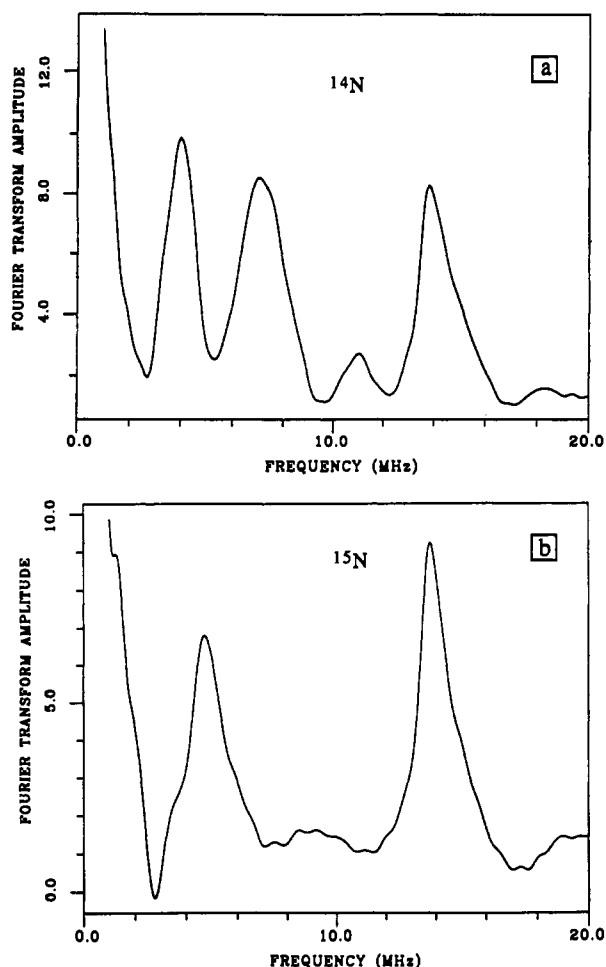 FOURIER TRANSFORM AMPLITUDE
12.0
8.0
4.0
¹⁴N
a
0.0
10.0
20.0
FREQUENCY (MHz)
FOURIER TRANSFORM AMPLITUDE
10.0
5.0
0.0
¹⁵N
b
0.0
10.0
20.0
FREQUENCY (MHz)